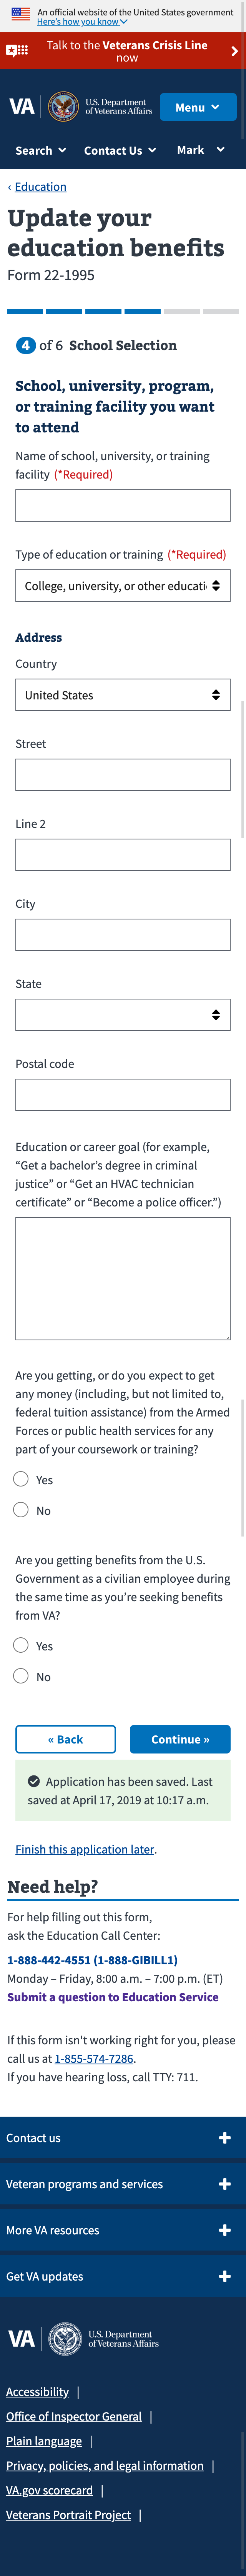 An official website of the United States government
Here's how you know
Talk to the Veterans Crisis Line
now
VA
U.S. Department
of Veterans Affairs
Menu
Search
Contact Us
Mark
‹ Education
Update your
education benefits
Form 22-1995
4 of 6 School Selection
School, university, program,
or training facility you want
to attend
Name of school, university, or training
facility (*Required)
Type of education or training (*Required)
College, university, or other educati
Address
Country
United States
Street
Line 2
City
State
Postal code
Education or career goal (for example,
“Get a bachelor’s degree in criminal
justice” or “Get an HVAC technician
certificate” or “Become a police officer.”)
Are you getting, or do you expect to get
any money (including, but not limited to,
federal tuition assistance) from the Armed
Forces or public health services for any
part of your coursework or training?
Yes
No
Are you getting benefits from the U.S.
Government as a civilian employee during
the same time as you’re seeking benefits
from VA?
Yes
No
« Back
Continue »
Application has been saved. Last
saved at April 17, 2019 at 10:17 a.m.
Finish this application later.
Need help?
For help filling out this form,
ask the Education Call Center:
1-888-442-4551 (1-888-GIBILL1)
Monday – Friday, 8:00 a.m. – 7:00 p.m. (ET)
Submit a question to Education Service
If this form isn't working right for you, please
call us at 1-855-574-7286.
If you have hearing loss, call TTY: 711.
Contact us
Veteran programs and services
More VA resources
Get VA updates
VA
U.S. Department
of Veterans Affairs
Accessibility |
Office of Inspector General |
Plain language |
Privacy, policies, and legal information |
VA.gov scorecard |
Veterans Portrait Project |